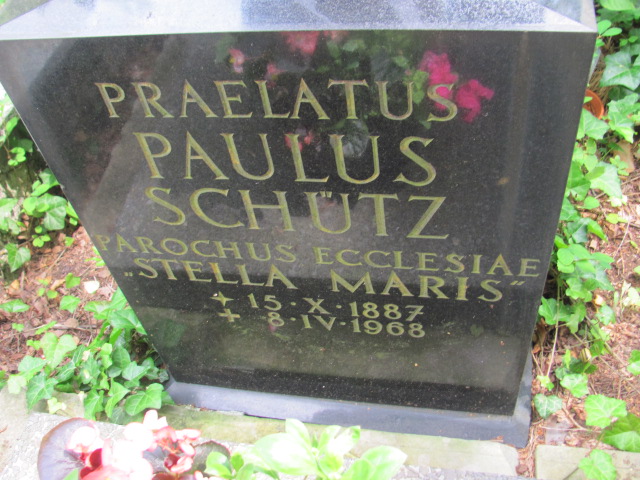 PRAELATUS
PAULUS
SCHÜTZ
PAROCHUS ECCLESIAE
„STELLA MARIS"
✦ 15·X·1887
+ 8·IV·1968